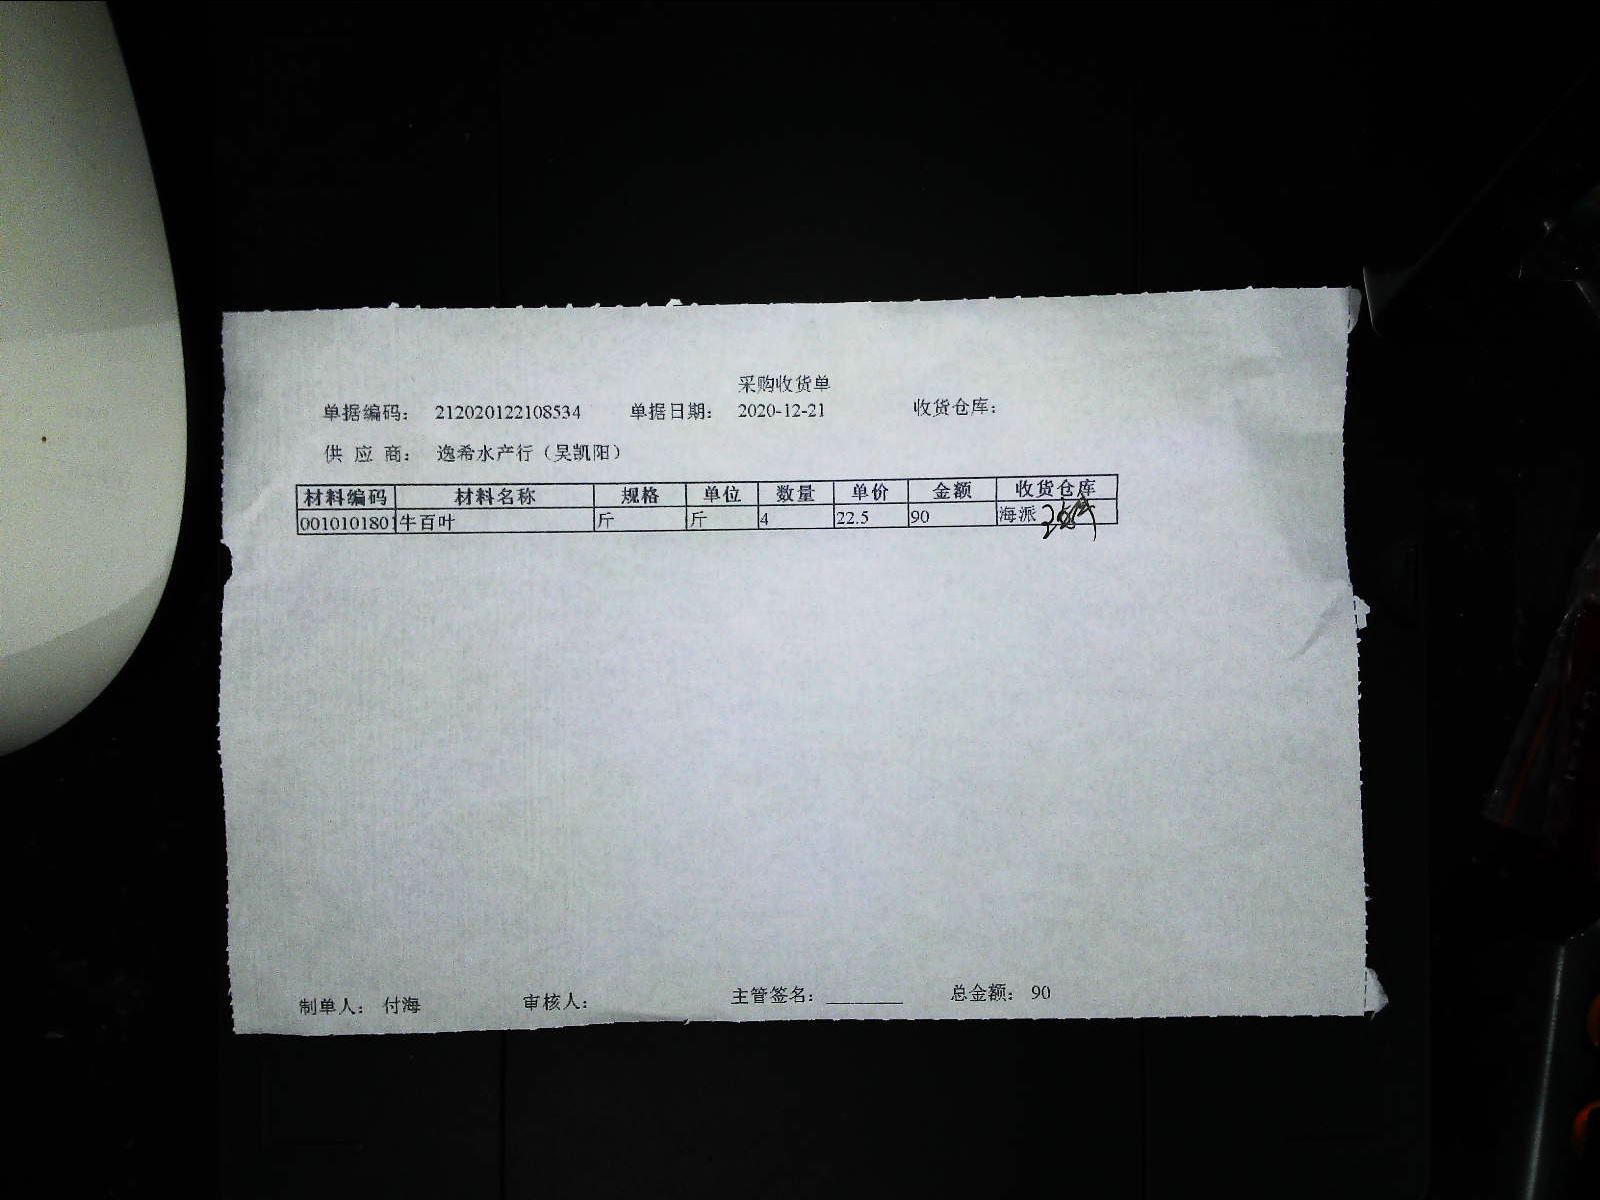 采购收货单
单据编码： 212020122108534 单据日期： 2020-12-21 收货仓库：
供 应 商： 逸希水产行（吴凯阳）
材料编码 材料名称 规格 单位 数量 单价 金额 收货仓库
0010101801 牛百叶 斤 斤 4 22.5 90 海派
制单人： 付海 审核人： 主管签名： ________ 总金额： 90